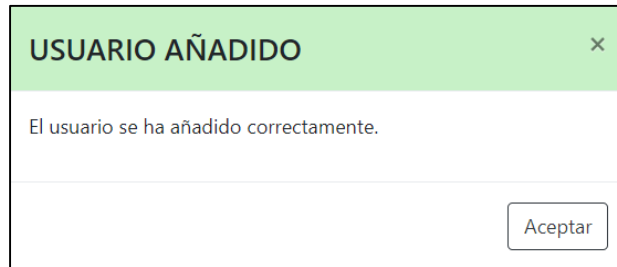 USUARIO AÑADIDO ×
El usuario se ha añadido correctamente.
Aceptar